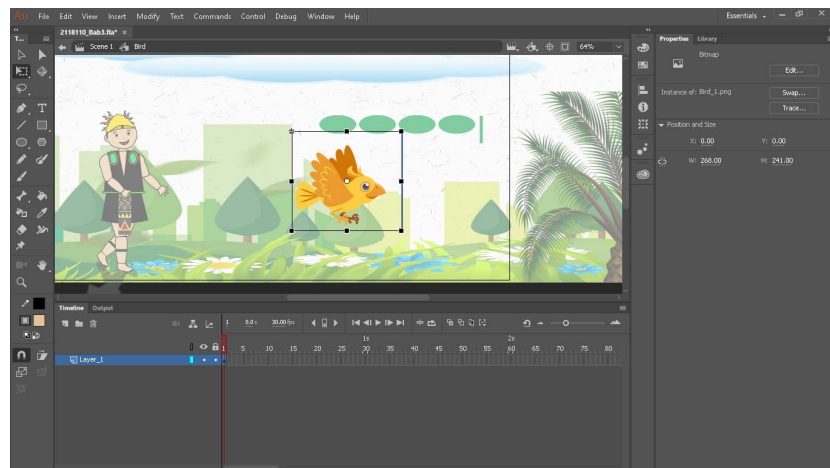 An File Edit View Insert Modify Text Commands Control Debug Window Help Essentials
2118110_Bab3.fla* ×
Scene 1 Bird 64%
Properties Library
Bitmap
Edit...
Instance of: Bird_1.png Swap...
Trace...
Position and Size
X: 0.00 Y: 0.00
W: 268.00 H: 241.00
Timeline Output
1 0.0 s 30.00 fps
1s 2s
1 5 10 15 20 25 30 35 40 45 50 55 60 65 70 75 80
Layer_1